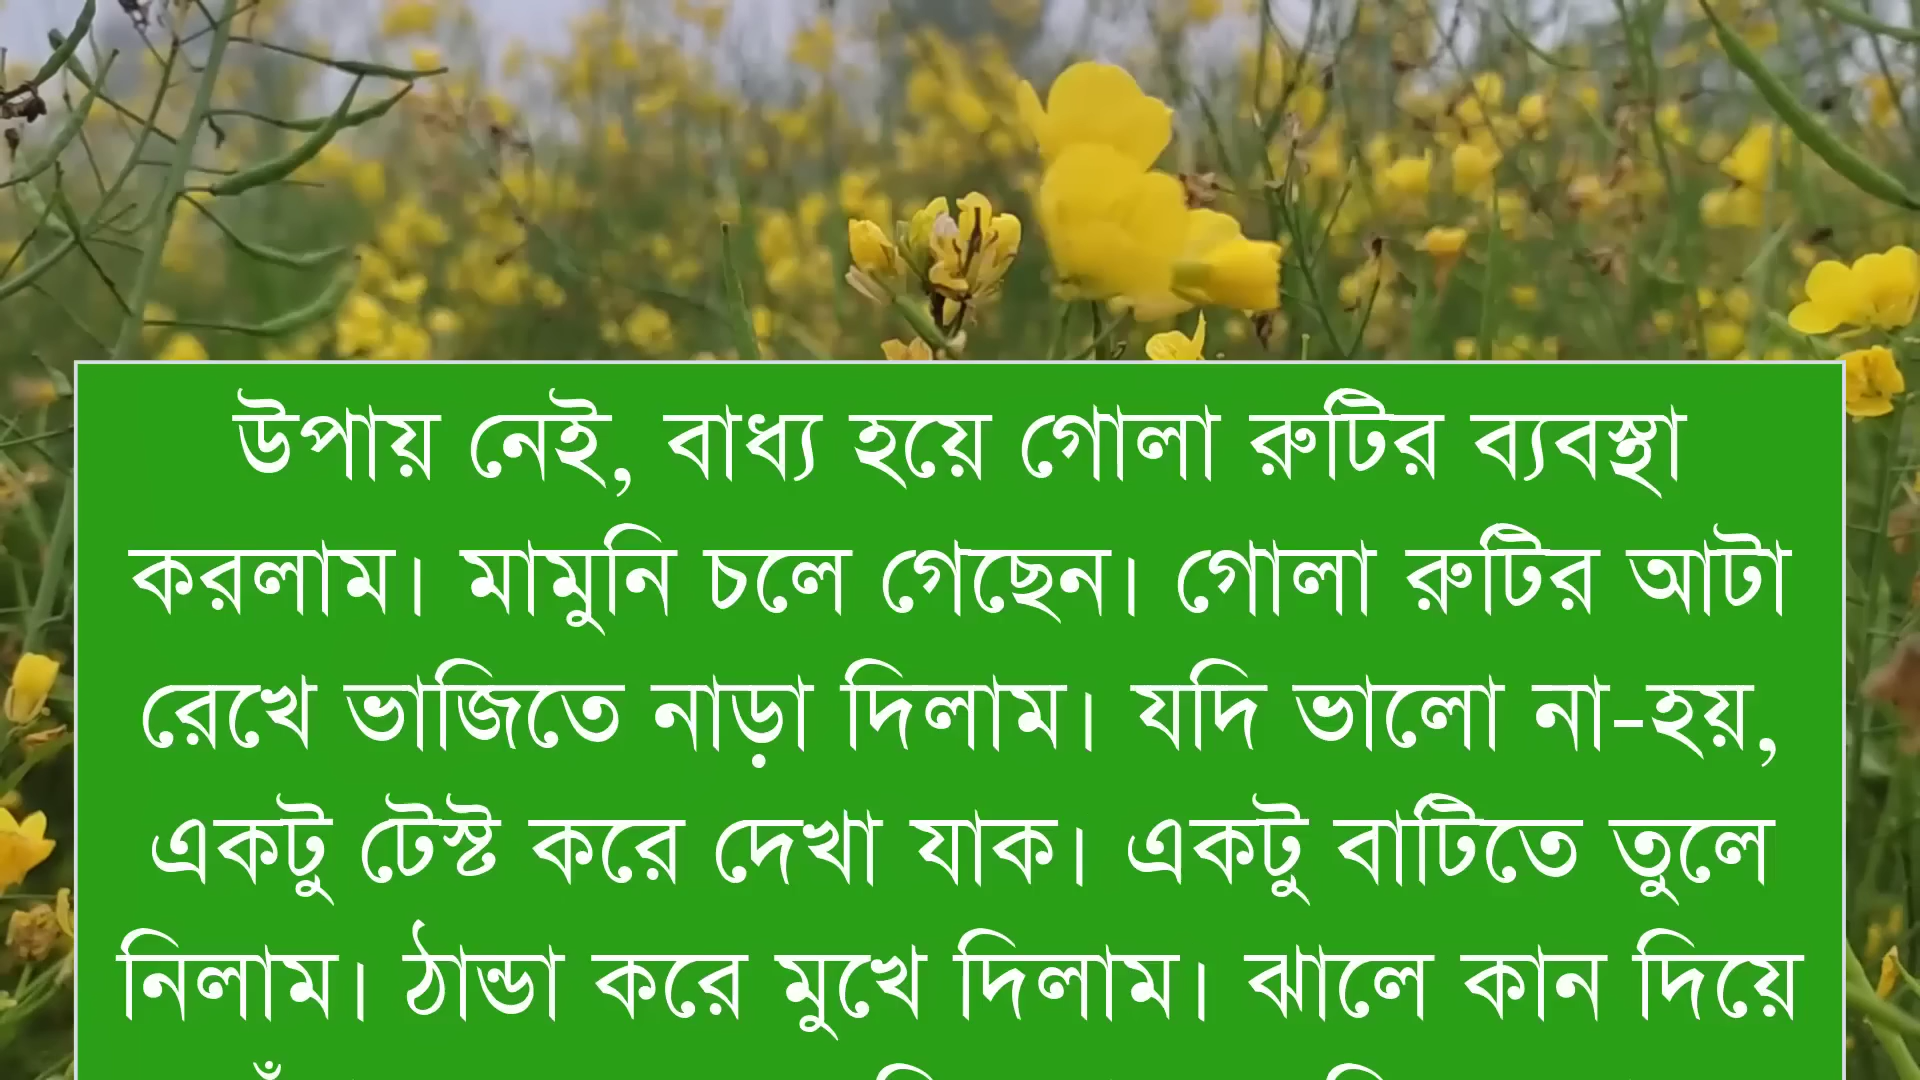 উপায় নেই, বাধ্য হয়ে গোলা রুটির ব্যবস্থা
করলাম। মামুনি চলে গেছেন। গোলা রুটির আটা
রেখে ভাজিতে নাড়া দিলাম। যদি ভালো না-হয়,
একটু টেস্ট করে দেখা যাক। একটু বাটিতে তুলে
নিলাম। ঠান্ডা করে মুখে দিলাম। ঝালে কান দিয়ে